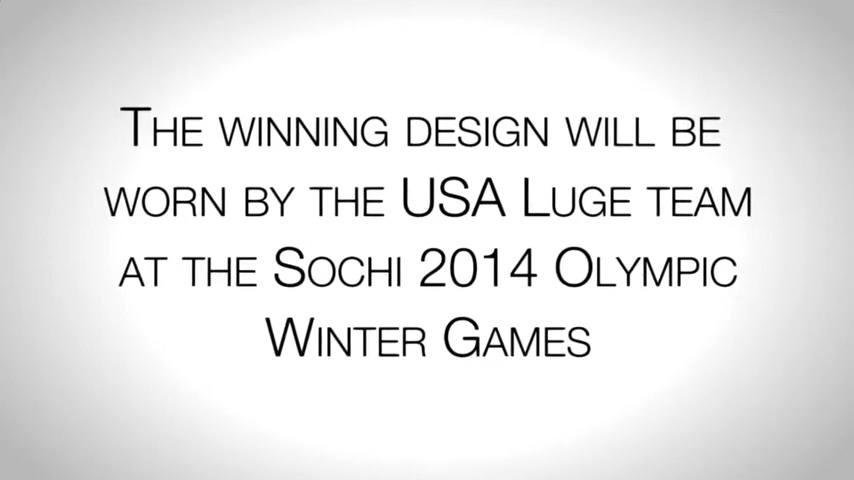 The winning design will be
worn by the USA Luge team
at the Sochi 2014 Olympic
Winter Games